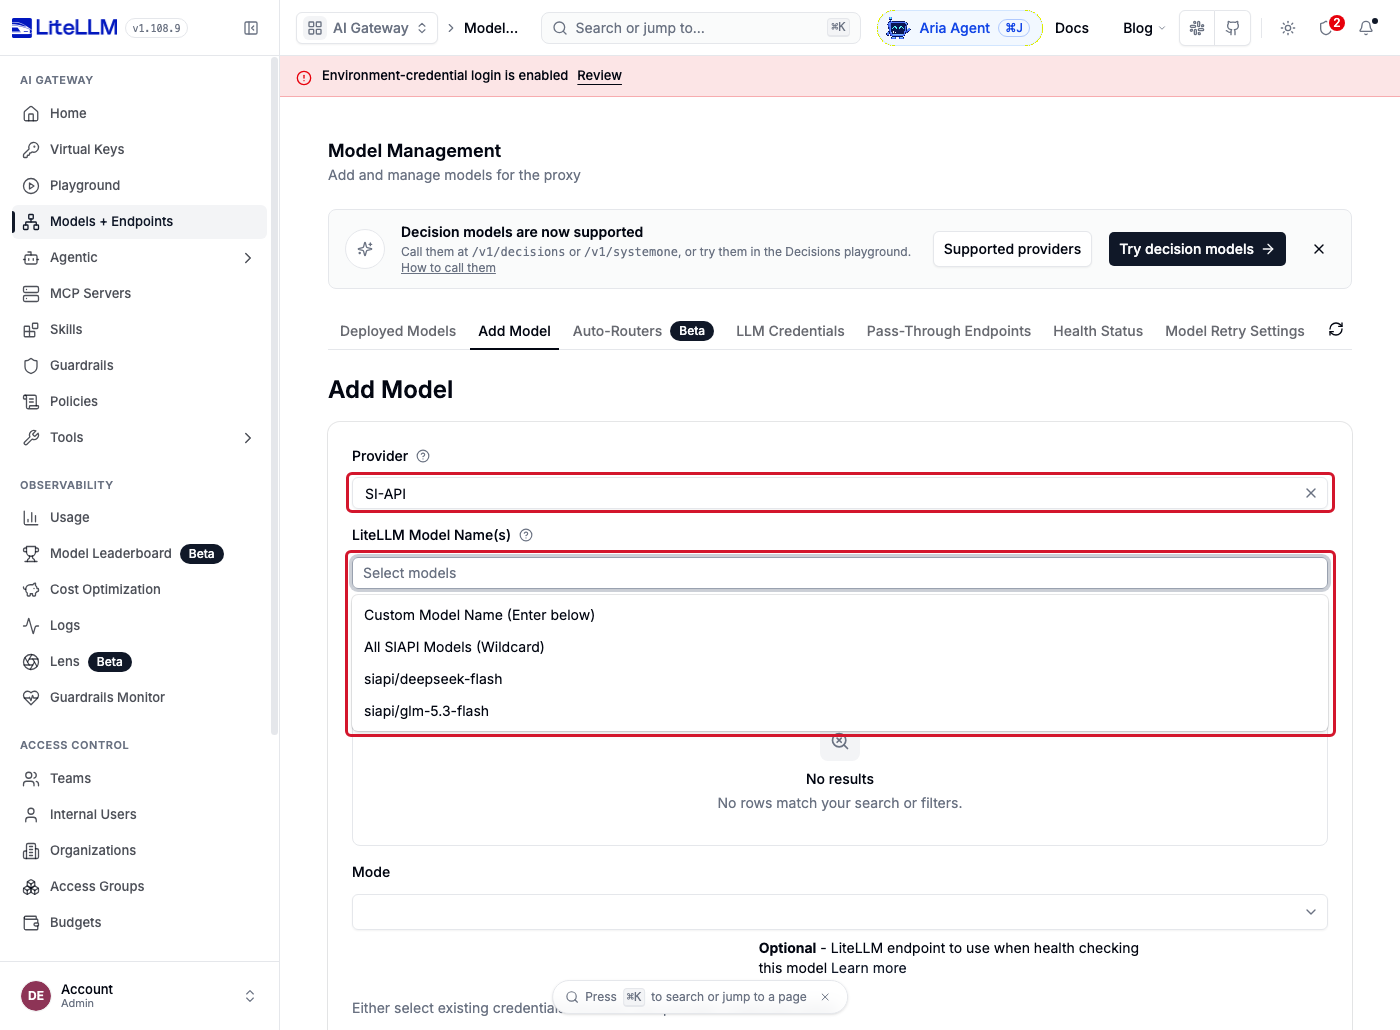 LiteLLM v1.108.9
AI GATEWAY
Home
Virtual Keys
Playground
Models + Endpoints
Agentic
MCP Servers
Skills
Guardrails
Policies
Tools
OBSERVABILITY
Usage
Model Leaderboard Beta
Cost Optimization
Logs
Lens Beta
Guardrails Monitor
ACCESS CONTROL
Teams
Internal Users
Organizations
Access Groups
Budgets
DE Account
Admin
AI Gateway Model... Search or jump to... ⌘K Aria Agent ⌘J Docs Blog 2
Environment-credential login is enabled Review
Model Management
Add and manage models for the proxy
Decision models are now supported
Call them at /v1/decisions or /v1/systemone, or try them in the Decisions playground.
How to call them
Supported providers Try decision models →
Deployed Models Add Model Auto-Routers Beta LLM Credentials Pass-Through Endpoints Health Status Model Retry Settings
Add Model
Provider
SI-API
LiteLLM Model Name(s)
Select models
Custom Model Name (Enter below)
All SIAPI Models (Wildcard)
siapi/deepseek-flash
siapi/glm-5.3-flash
No results
No rows match your search or filters.
Mode
Optional - LiteLLM endpoint to use when health checking
this model Learn more
Either select existing credentials
Press ⌘K to search or jump to a page